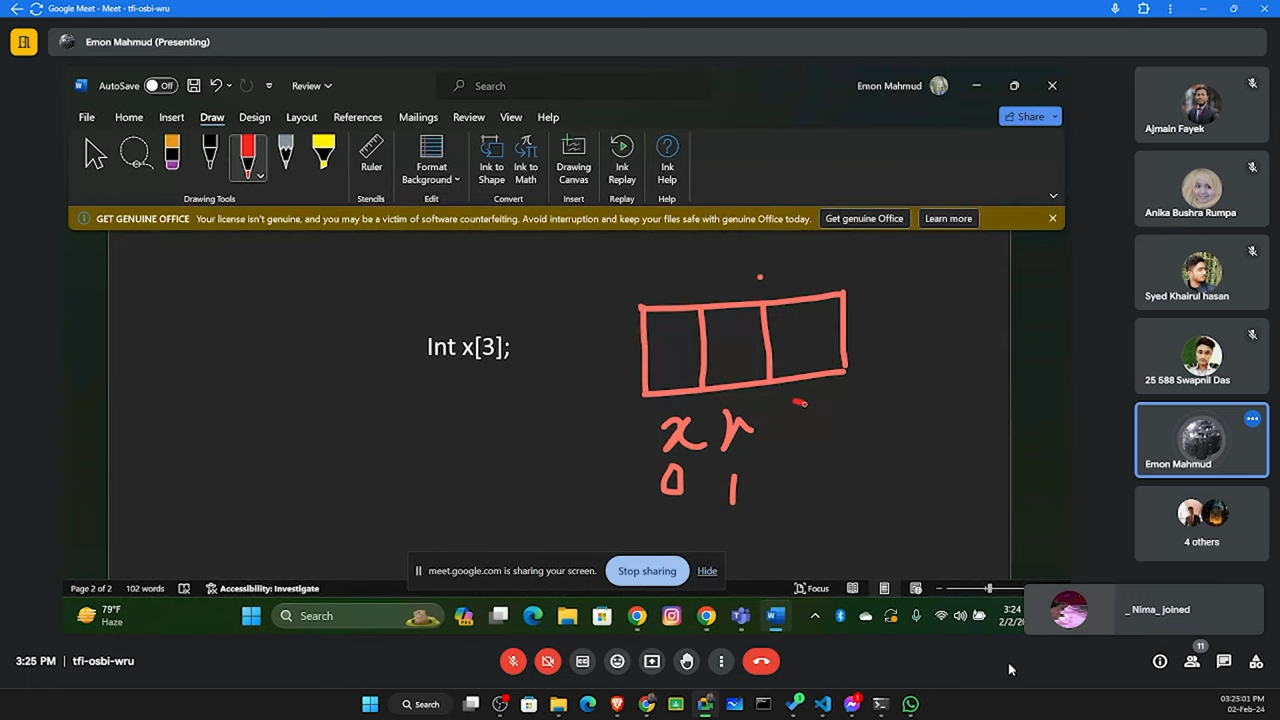 Google Meet - Meet - tfi-osbi-wru
Emon Mahmud (Presenting)
AutoSave Off Review Search Emon Mahmud
File Home Insert Draw Design Layout References Mailings Review View Help Share
Ruler Format Background Ink to Shape Ink to Math Drawing Canvas Ink Replay Ink Help
Drawing Tools Stencils Edit Convert Insert Replay Help
GET GENUINE OFFICE Your license isn't genuine, and you may be a victim of software counterfeiting. Avoid interruption and keep your files safe with genuine Office today. Get genuine Office Learn more
Int x[3];
x
0 1
meet.google.com is sharing your screen. Stop sharing Hide
Page 2 of 2 102 words Accessibility: Investigate Focus
79°F
Haze
Search
3:24
2/2/20
Ajmain Fayek
Anika Bushra Rumpa
Syed Khairul hasan
25 588 Swapnil Das
Emon Mahmud
4 others
_Nima_ joined
3:25 PM | tfi-osbi-wru
11
Search
1
1
03:25:01 PM
02-Feb-24